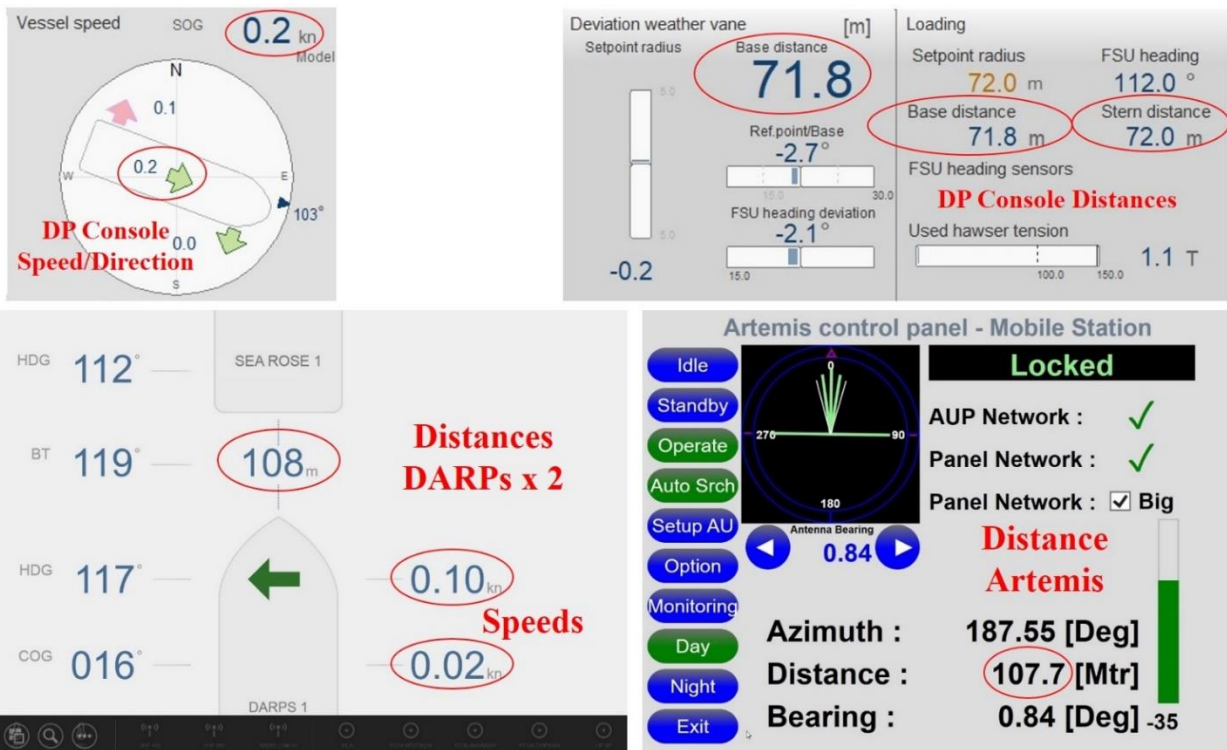 Vessel speed SOG 0.2 kn
Model
N
0.1
0.2
W E
103°
DP Console
0.0
Speed/Direction
S
Deviation weather vane [m]
Setpoint radius Base distance
71.8
5.0
Ref.point/Base
-2.7°
15.0 30.0
FSU heading deviation
-2.1°
5.0
-0.2
15.0
Loading
Setpoint radius FSU heading
72.0 m 112.0 °
Base distance Stern distance
71.8 m 72.0 m
FSU heading sensors
DP Console Distances
Used hawser tension
1.1 T
100.0 150.0
HDG 112° SEA ROSE 1
BT 119° 108 m
Distances
DARPs x 2
HDG 117° 0.10 kn
Speeds
COG 016° 0.02 kn
DARPS 1
Artemis control panel - Mobile Station
Idle
Standby
Operate
Auto Srch
Setup AU
Option
Monitoring
Day
Night
Exit
0
270 90
180
Antenna Bearing
0.84
Locked
AUP Network : ✓
Panel Network : ✓
Panel Network : ✓ Big
Distance
Artemis
Azimuth : 187.55 [Deg]
Distance : 107.7 [Mtr]
Bearing : 0.84 [Deg] -35